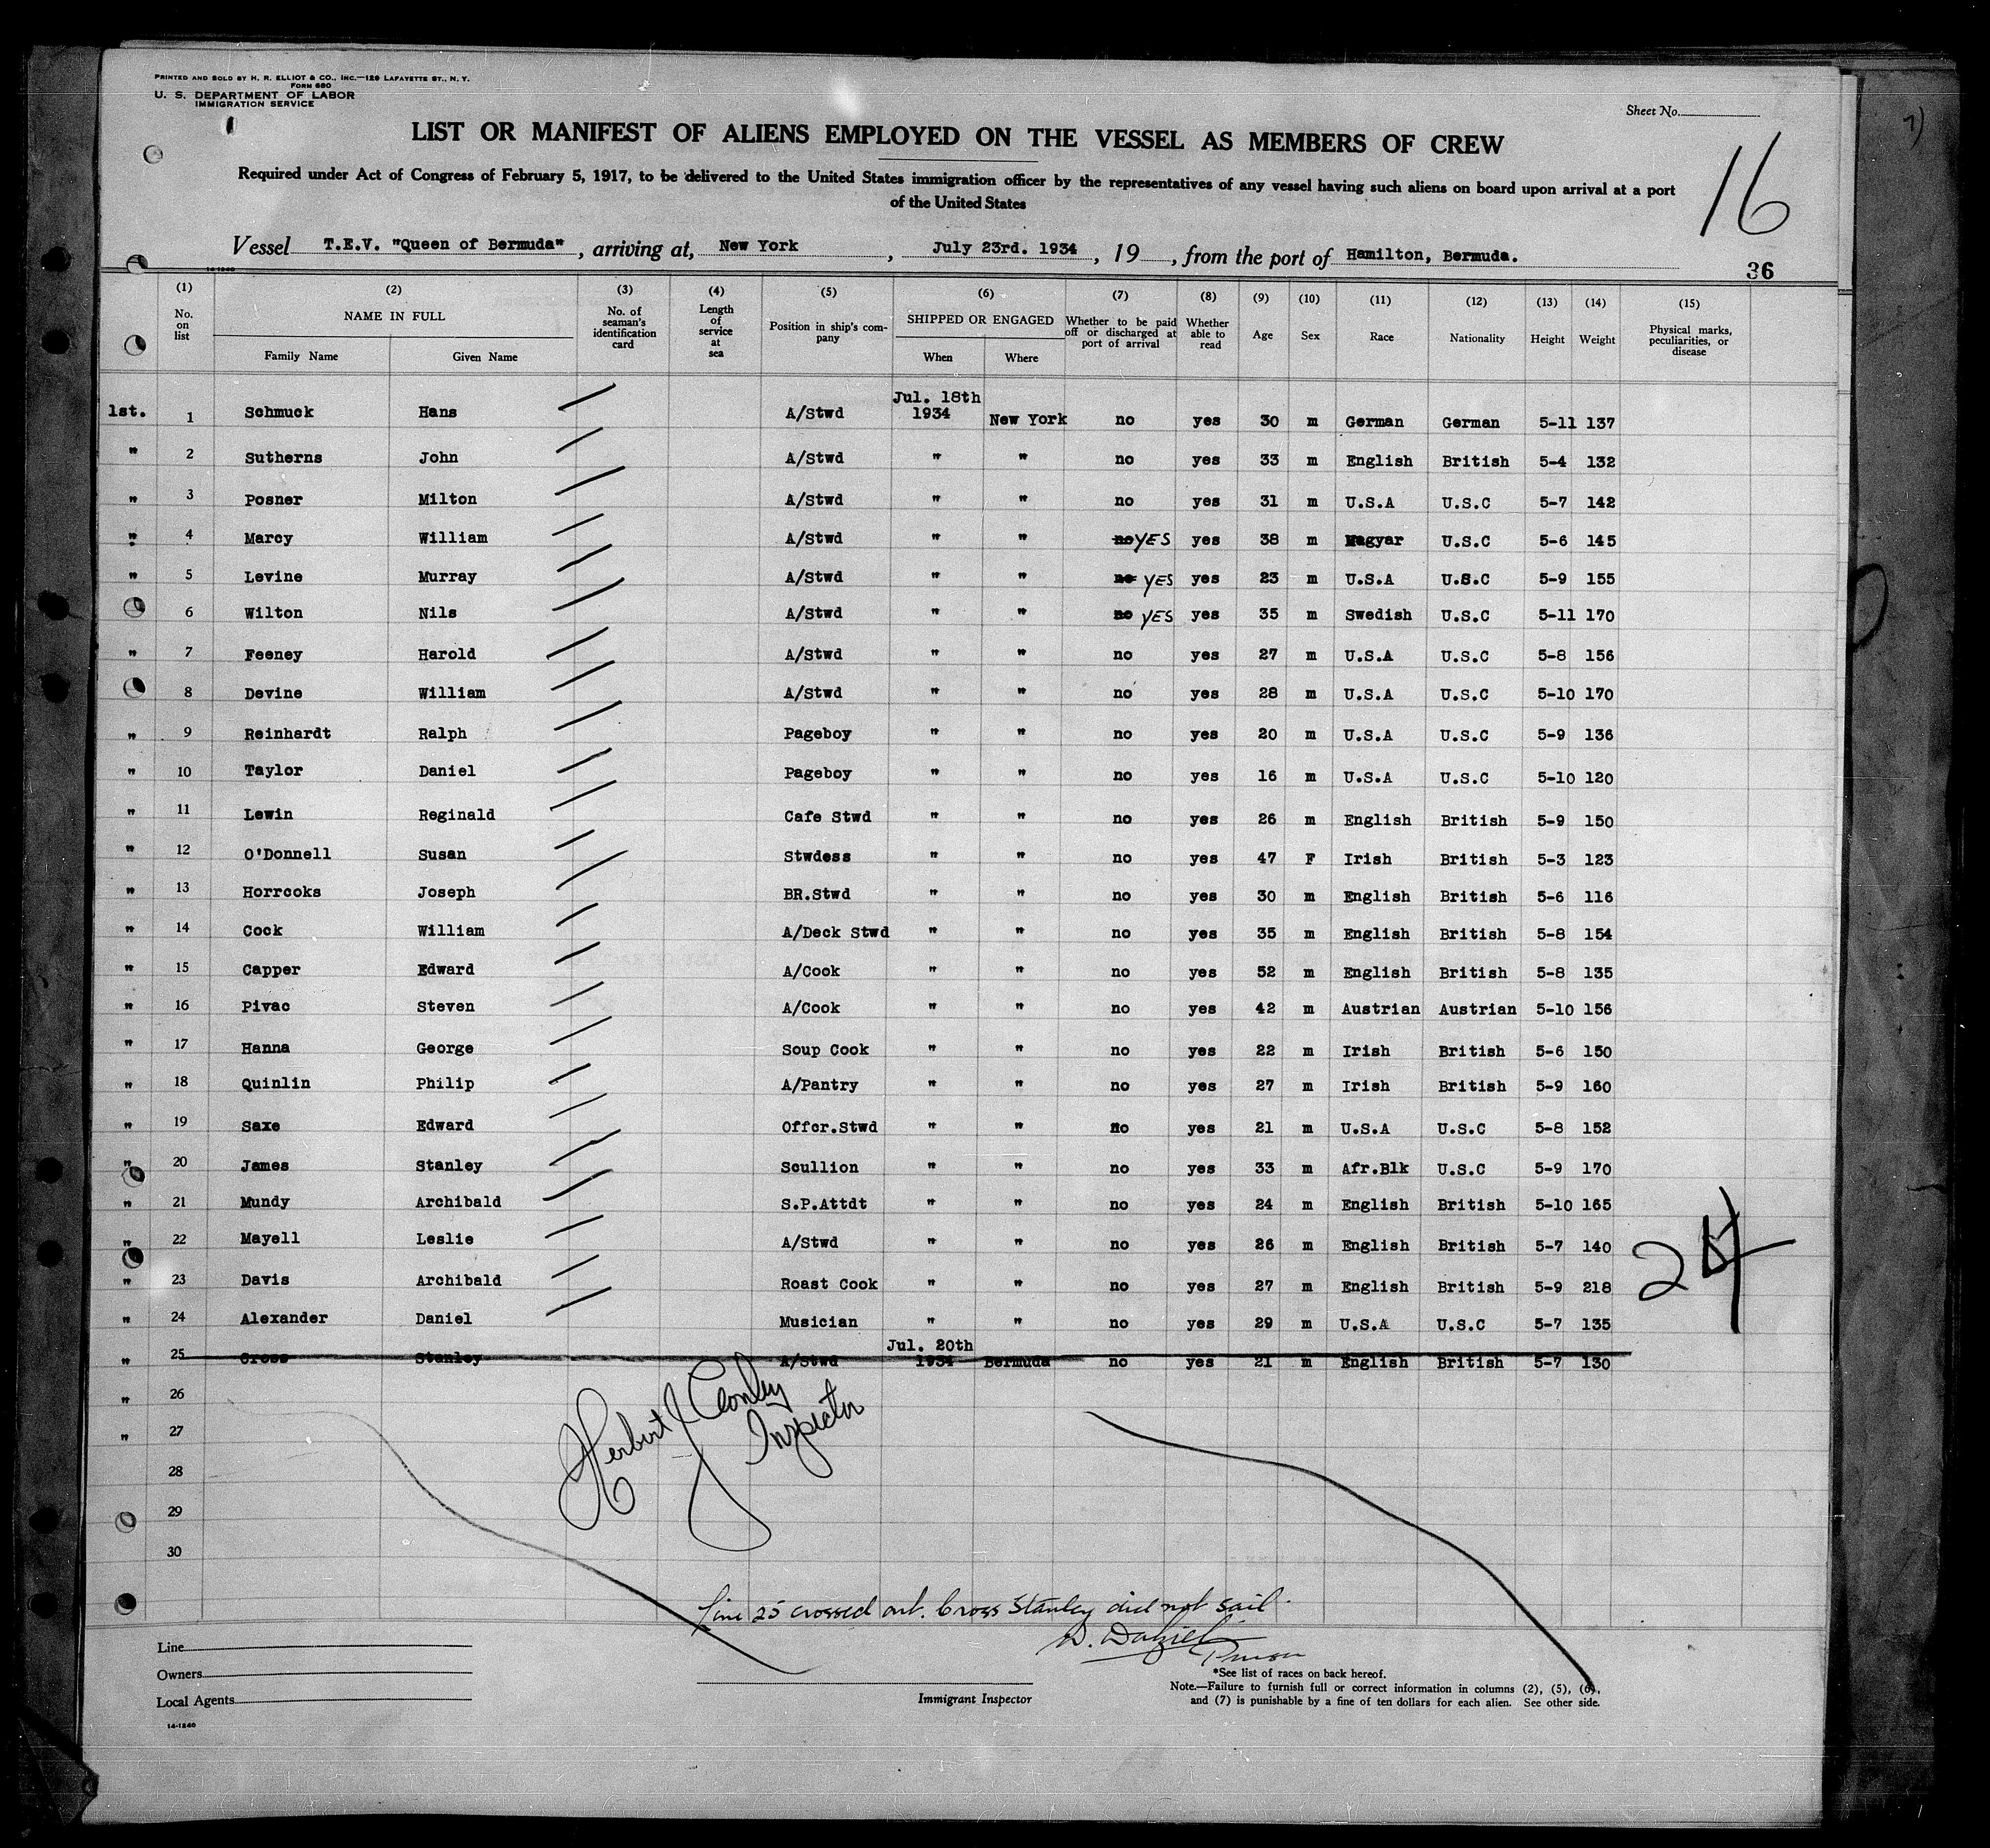 PRINTED AND SOLD BY H. R. ELLIOT & CO., INC.—129 LAFAYETTE ST., N. Y.
FORM 680
U. S. DEPARTMENT OF LABOR
IMMIGRATION SERVICE
Sheet No.
LIST OR MANIFEST OF ALIENS EMPLOYED ON THE VESSEL AS MEMBERS OF CREW
16
Required under Act of Congress of February 5, 1917, to be delivered to the United States immigration officer by the representatives of any vessel having such aliens on board upon arrival at a port
of the United States
Vessel T.E.V. "Queen of Bermuda", arriving at, New York, July 23rd. 1934, 19 , from the port of Hamilton, Bermuda.
14-1240
36
(1) (2) (3) (4) (5) (6) (7) (8) (9) (10) (11) (12) (13) (14) (15)
No. on list NAME IN FULL Family Name Given Name No. of seaman's identification card Length of service at sea Position in ship's company SHIPPED OR ENGAGED When Where Whether to be paid off or discharged at port of arrival Whether able to read Age Sex Race Nationality Height Weight Physical marks, peculiarities, or disease
1st. 1 Schmuck Hans A/Stwd Jul. 18th 1934 New York no yes 30 m German German 5-11 137
" 2 Sutherns John A/Stwd " " no yes 33 m English British 5-4 132
" 3 Posner Milton A/Stwd " " no yes 31 m U.S.A U.S.C 5-7 142
" 4 Marcy William A/Stwd " " no YES yes 38 m Magyar U.S.C 5-6 145
" 5 Levine Murray A/Stwd " " no YES yes 23 m U.S.A U.S.C 5-9 155
" 6 Wilton Nils A/Stwd " " no YES yes 35 m Swedish U.S.C 5-11 170
" 7 Feeney Harold A/Stwd " " no yes 27 m U.S.A U.S.C 5-8 156
" 8 Devine William A/Stwd " " no yes 28 m U.S.A U.S.C 5-10 170
" 9 Reinhardt Ralph Pageboy " " no yes 20 m U.S.A U.S.C 5-9 136
" 10 Taylor Daniel Pageboy " " no yes 16 m U.S.A U.S.C 5-10 120
" 11 Lewin Reginald Cafe Stwd " " no yes 26 m English British 5-9 150
" 12 O'Donnell Susan Stwdess " " no yes 47 F Irish British 5-3 123
" 13 Horrcoks Joseph BR.Stwd " " no yes 30 m English British 5-6 116
" 14 Cock William A/Deck Stwd " " no yes 35 m English British 5-8 154
" 15 Capper Edward A/Cook " " no yes 52 m English British 5-8 135
" 16 Pivac Steven A/Cook " " no yes 42 m Austrian Austrian 5-10 156
" 17 Hanna George Soup Cook " " no yes 22 m Irish British 5-6 150
" 18 Quinlin Philip A/Pantry " " no yes 27 m Irish British 5-9 160
" 19 Saxe Edward Offcr.Stwd " " no yes 21 m U.S.A U.S.C 5-8 152
" 20 James Stanley Scullion " " no yes 33 m Afr.Blk U.S.C 5-9 170
" 21 Mundy Archibald S.P.Attdt " " no yes 24 m English British 5-10 165
" 22 Mayell Leslie A/Stwd " " no yes 26 m English British 5-7 140
" 23 Davis Archibald Roast Cook " " no yes 27 m English British 5-9 218
24
" 24 Alexander Daniel Musician " " no yes 29 m U.S.A U.S.C 5-7 135
" 25 Cross Stanley A/Stwd Jul. 20th 1934 Bermuda no yes 21 m English British 5-7 130
" 26
" 27
28
29
30
Herbert J Conley
Inspector
Line 25 crossed out. Cross Stanley did not sail.
D. Dalziel
Line
Owners
Local Agents
14-1240
Immigrant Inspector
*See list of races on back hereof.
Note.—Failure to furnish full or correct information in columns (2), (5), (6),
and (7) is punishable by a fine of ten dollars for each alien. See other side.